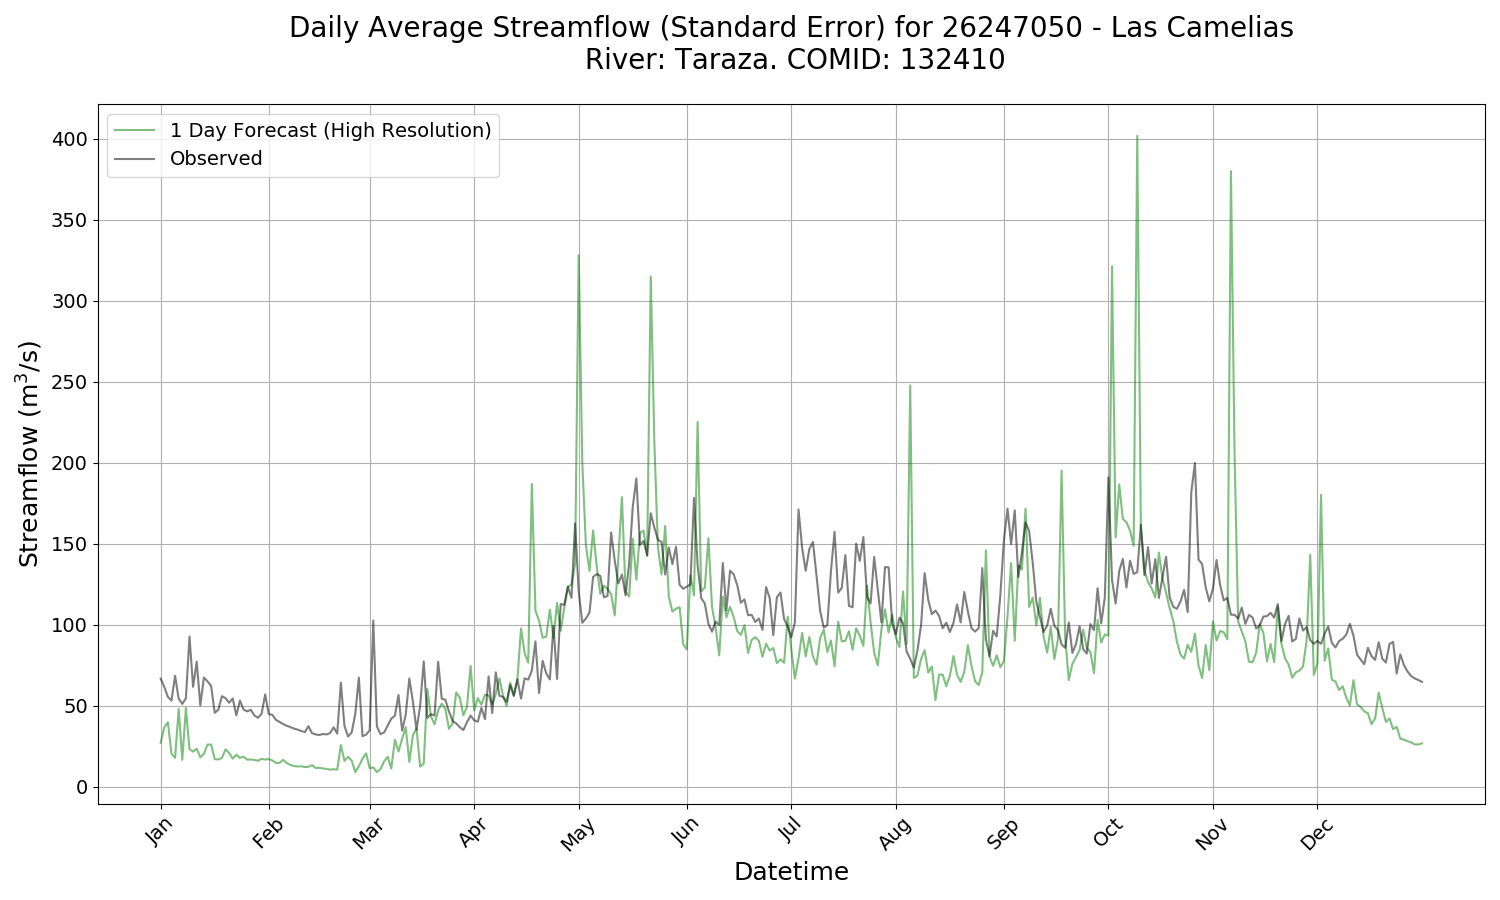 Daily Average Streamflow (Standard Error) for 26247050 - Las Camelias
River: Taraza. COMID: 132410
1 Day Forecast (High Resolution)
Observed
400
350
300
250
200
150
100
50
0
Streamflow (m³/s)
Jan Feb Mar Apr May Jun Jul Aug Sep Oct Nov Dec
Datetime